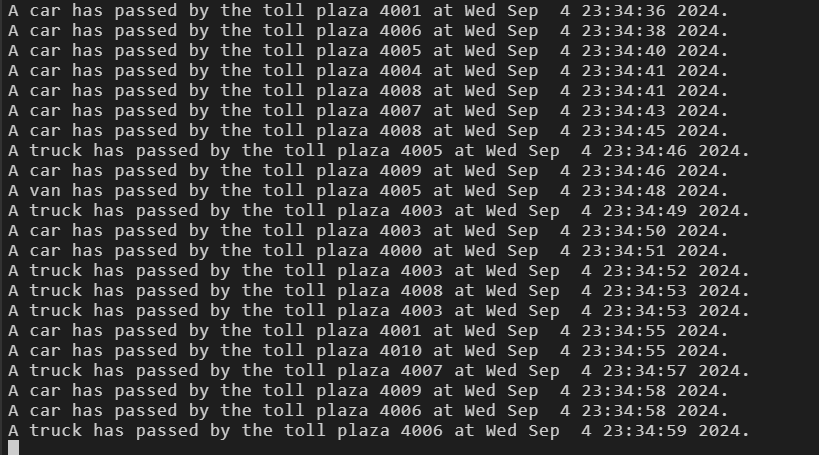 A car has passed by the toll plaza 4001 at Wed Sep  4 23:34:36 2024.
A car has passed by the toll plaza 4006 at Wed Sep  4 23:34:38 2024.
A car has passed by the toll plaza 4005 at Wed Sep  4 23:34:40 2024.
A car has passed by the toll plaza 4004 at Wed Sep  4 23:34:41 2024.
A car has passed by the toll plaza 4008 at Wed Sep  4 23:34:41 2024.
A car has passed by the toll plaza 4007 at Wed Sep  4 23:34:43 2024.
A car has passed by the toll plaza 4008 at Wed Sep  4 23:34:45 2024.
A truck has passed by the toll plaza 4005 at Wed Sep  4 23:34:46 2024.
A car has passed by the toll plaza 4009 at Wed Sep  4 23:34:46 2024.
A van has passed by the toll plaza 4005 at Wed Sep  4 23:34:48 2024.
A truck has passed by the toll plaza 4003 at Wed Sep  4 23:34:49 2024.
A car has passed by the toll plaza 4003 at Wed Sep  4 23:34:50 2024.
A car has passed by the toll plaza 4000 at Wed Sep  4 23:34:51 2024.
A truck has passed by the toll plaza 4003 at Wed Sep  4 23:34:52 2024.
A truck has passed by the toll plaza 4008 at Wed Sep  4 23:34:53 2024.
A truck has passed by the toll plaza 4003 at Wed Sep  4 23:34:53 2024.
A car has passed by the toll plaza 4001 at Wed Sep  4 23:34:55 2024.
A car has passed by the toll plaza 4010 at Wed Sep  4 23:34:55 2024.
A truck has passed by the toll plaza 4007 at Wed Sep  4 23:34:57 2024.
A car has passed by the toll plaza 4009 at Wed Sep  4 23:34:58 2024.
A car has passed by the toll plaza 4006 at Wed Sep  4 23:34:58 2024.
A truck has passed by the toll plaza 4006 at Wed Sep  4 23:34:59 2024.